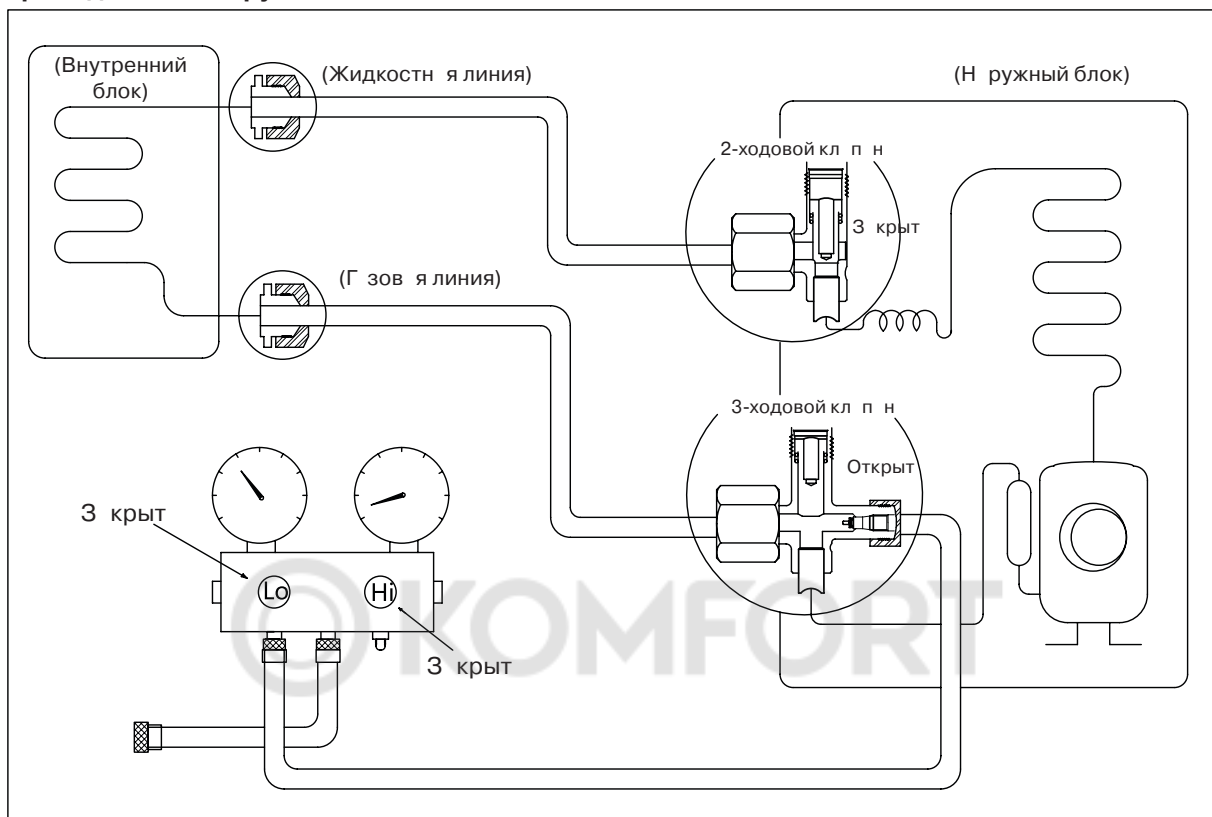 (Внутренний
блок)
(Жидкостн я линия)
(Н ружный блок)
2-ходовой кл п н
З крыт
(Г зов я линия)
3-ходовой кл п н
Открыт
З крыт
Lo
Hi
З крыт
© KOMFORT